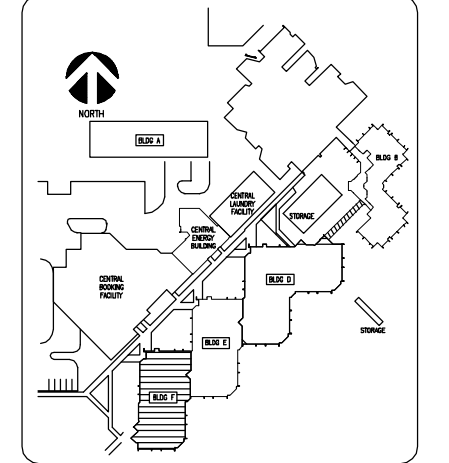 NORTH
BLDG A
BLDG B
CENTRAL
LAUNDRY
FACILITY
STORAGE
CENTRAL
ENERGY
BUILDING
CENTRAL
BOOKING
FACILITY
BLDG D
STORAGE
BLDG E
BLDG F